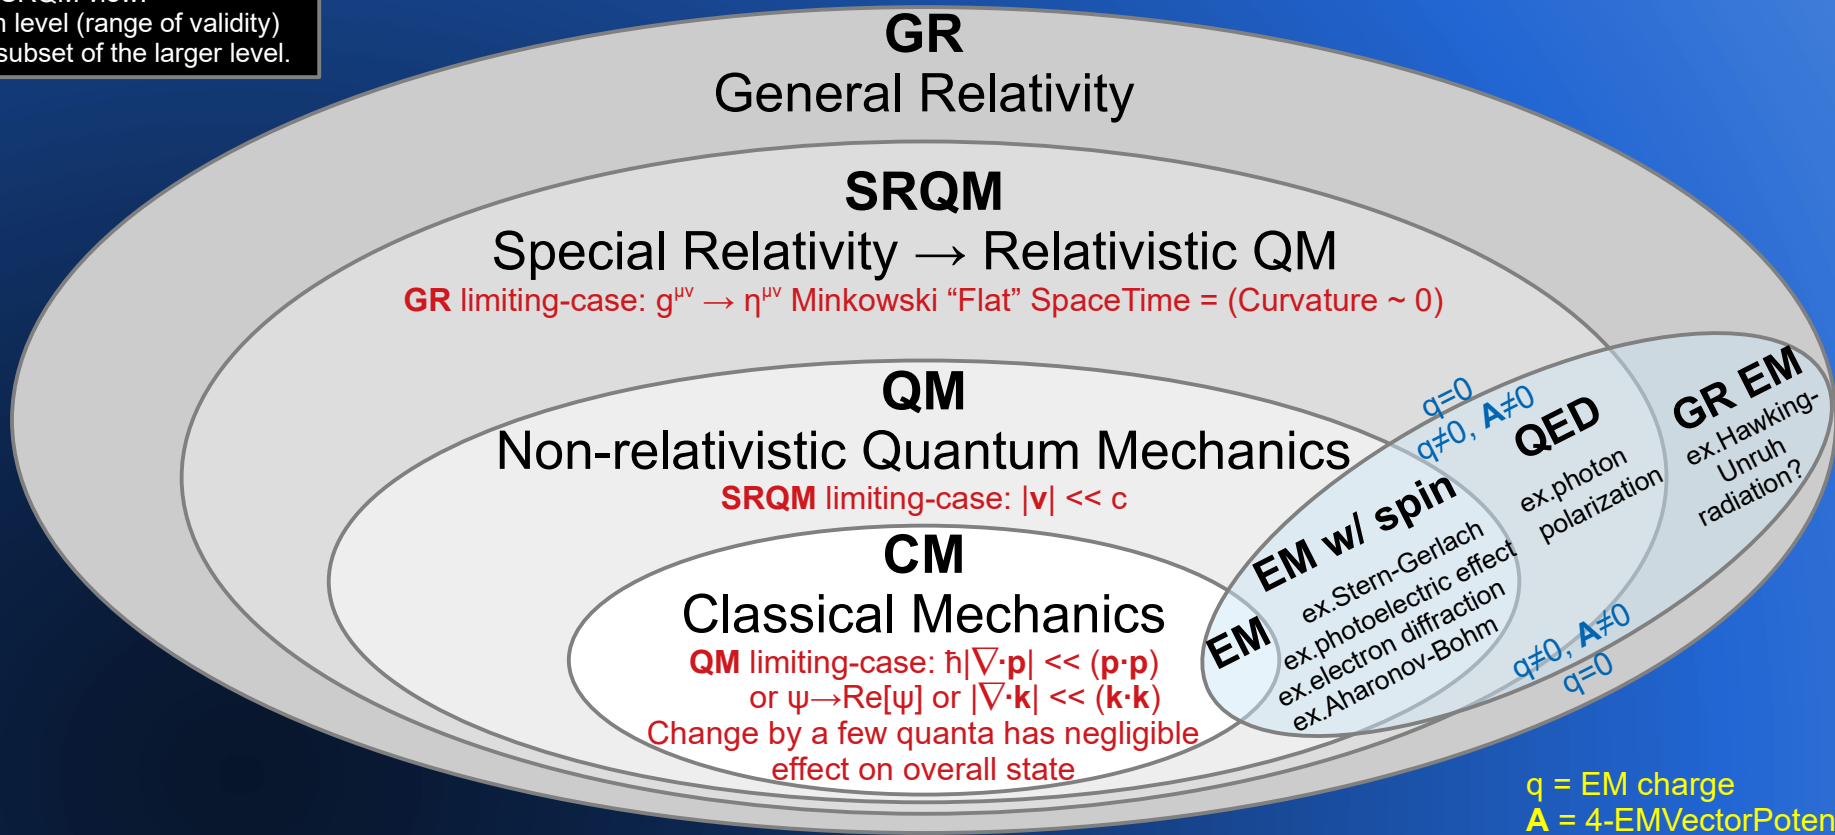 SRQM view:
level (range of validity)
subset of the larger level.
GR
General Relativity
SRQM
Special Relativity → Relativistic QM
GR limiting-case: g^μν → η^μν Minkowski “Flat” SpaceTime = (Curvature ~ 0)
QM
Non-relativistic Quantum Mechanics
SRQM limiting-case: |v| << c
CM
Classical Mechanics
QM limiting-case: ħ|∇·p| << (p·p)
or ψ→Re[ψ] or |∇·k| << (k·k)
Change by a few quanta has negligible
effect on overall state
EM
EM w/ spin
ex.Stern-Gerlach
ex.photoelectric effect
ex.electron diffraction
ex.Aharonov-Bohm
q=0
q≠0, A≠0
QED
ex.photon
polarization
GR EM
ex.Hawking-
Unruh
radiation?
q≠0, A≠0
q=0
q = EM charge
A = 4-EMVectorPoten